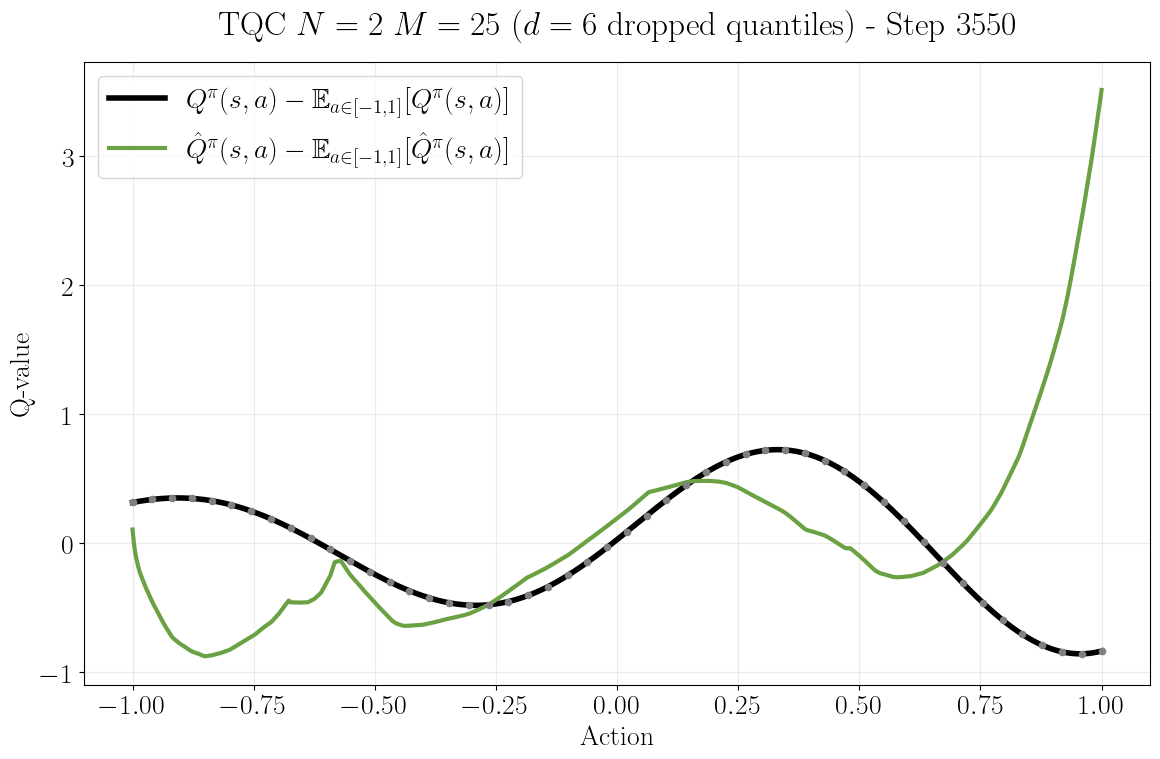 TQC N = 2 M = 25 (d = 6 dropped quantiles) - Step 3550
Q^π(s, a) − 𝔼_{a∈[−1,1]}[Q^π(s, a)]
Q̂^π(s, a) − 𝔼_{a∈[−1,1]}[Q̂^π(s, a)]
3
2
1
0
−1
Q-value
−1.00 −0.75 −0.50 −0.25 0.00 0.25 0.50 0.75 1.00
Action